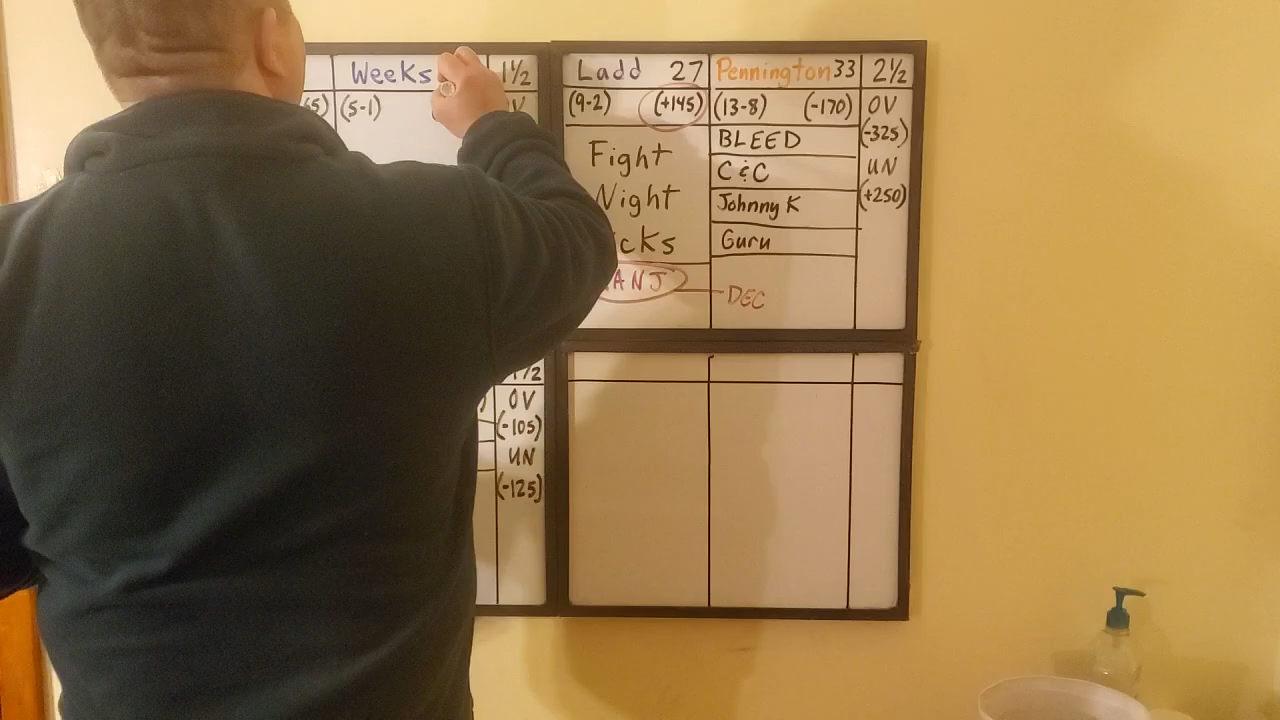 Weeks 1½
(5-1) OV
Ladd 27 Pennington 33 2½
(9-2) (+145) (13-8) (-170) OV
(-325)
UN
(+250)
Fight
Night
BLEED
C & C
Johnny K
Guru
DEC
OV
(-105)
UN
(-125)